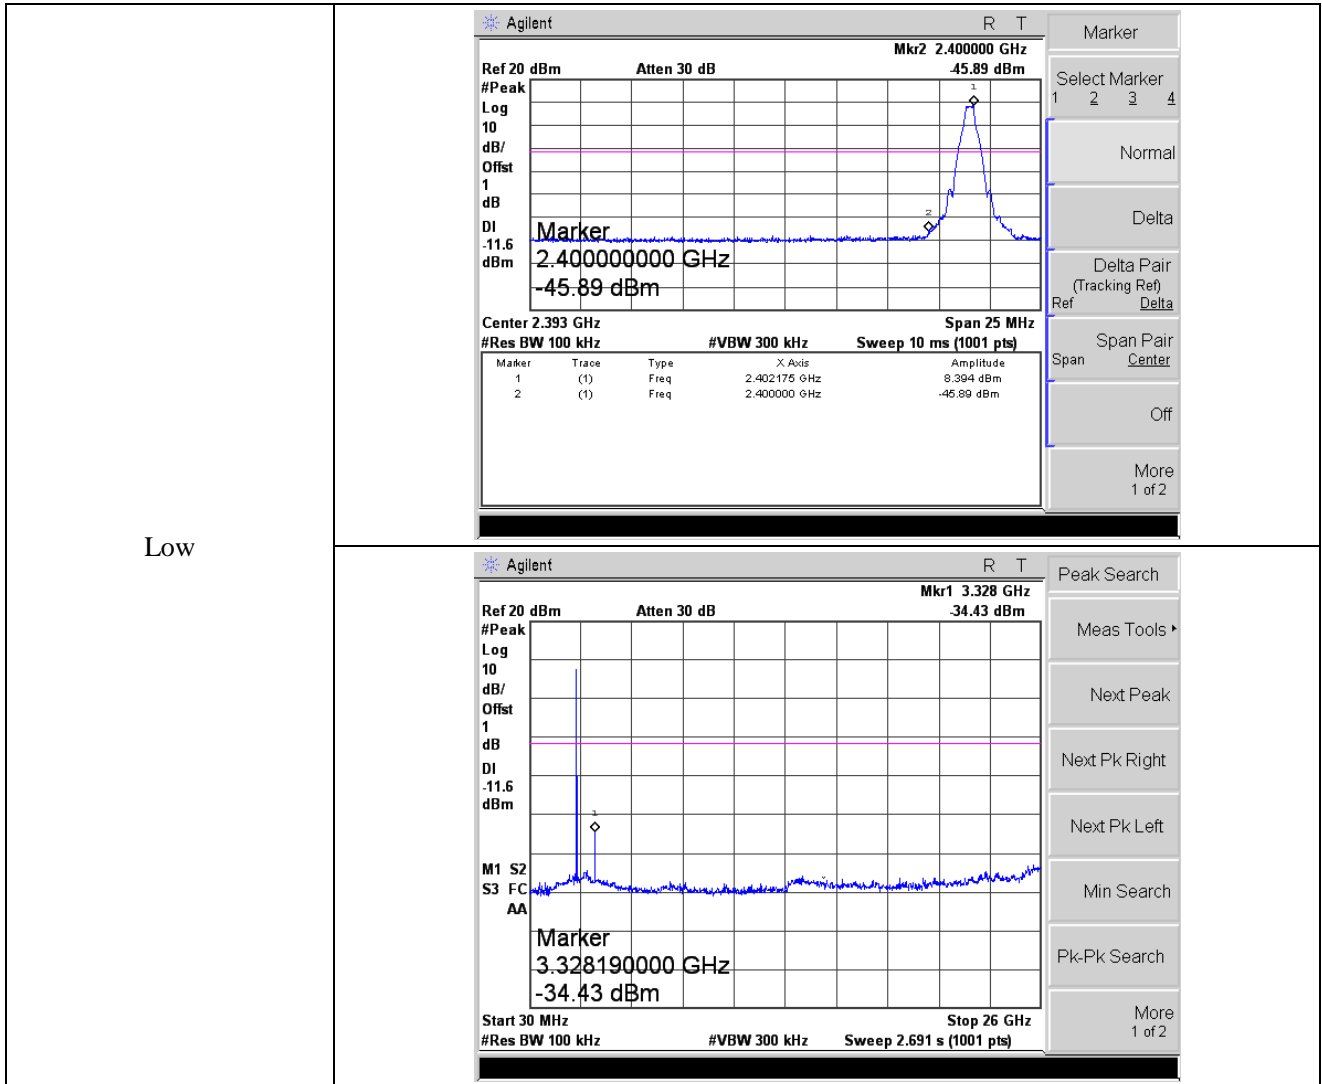 Low
Agilent R T
Mkr2 2.400000 GHz
Ref 20 dBm Atten 30 dB -45.89 dBm
#Peak
Log
10
dB/
Offst
1
dB
DI
-11.6
dBm
1
2
Marker
2.400000000 GHz
-45.89 dBm
Center 2.393 GHz Span 25 MHz
#Res BW 100 kHz #VBW 300 kHz Sweep 10 ms (1001 pts)
Marker Trace Type X Axis Amplitude
1 (1) Freq 2.402175 GHz 8.394 dBm
2 (1) Freq 2.400000 GHz -45.89 dBm
Marker
Select Marker
1 2 3 4
Normal
Delta
Delta Pair
(Tracking Ref)
Ref Delta
Span Pair
Span Center
Off
More
1 of 2
Agilent R T
Mkr1 3.328 GHz
Ref 20 dBm Atten 30 dB -34.43 dBm
#Peak
Log
10
dB/
Offst
1
dB
DI
-11.6
dBm
1
M1 S2
S3 FC
AA
Marker
3.328190000 GHz
-34.43 dBm
Start 30 MHz Stop 26 GHz
#Res BW 100 kHz #VBW 300 kHz Sweep 2.691 s (1001 pts)
Peak Search
Meas Tools
Next Peak
Next Pk Right
Next Pk Left
Min Search
Pk-Pk Search
More
1 of 2